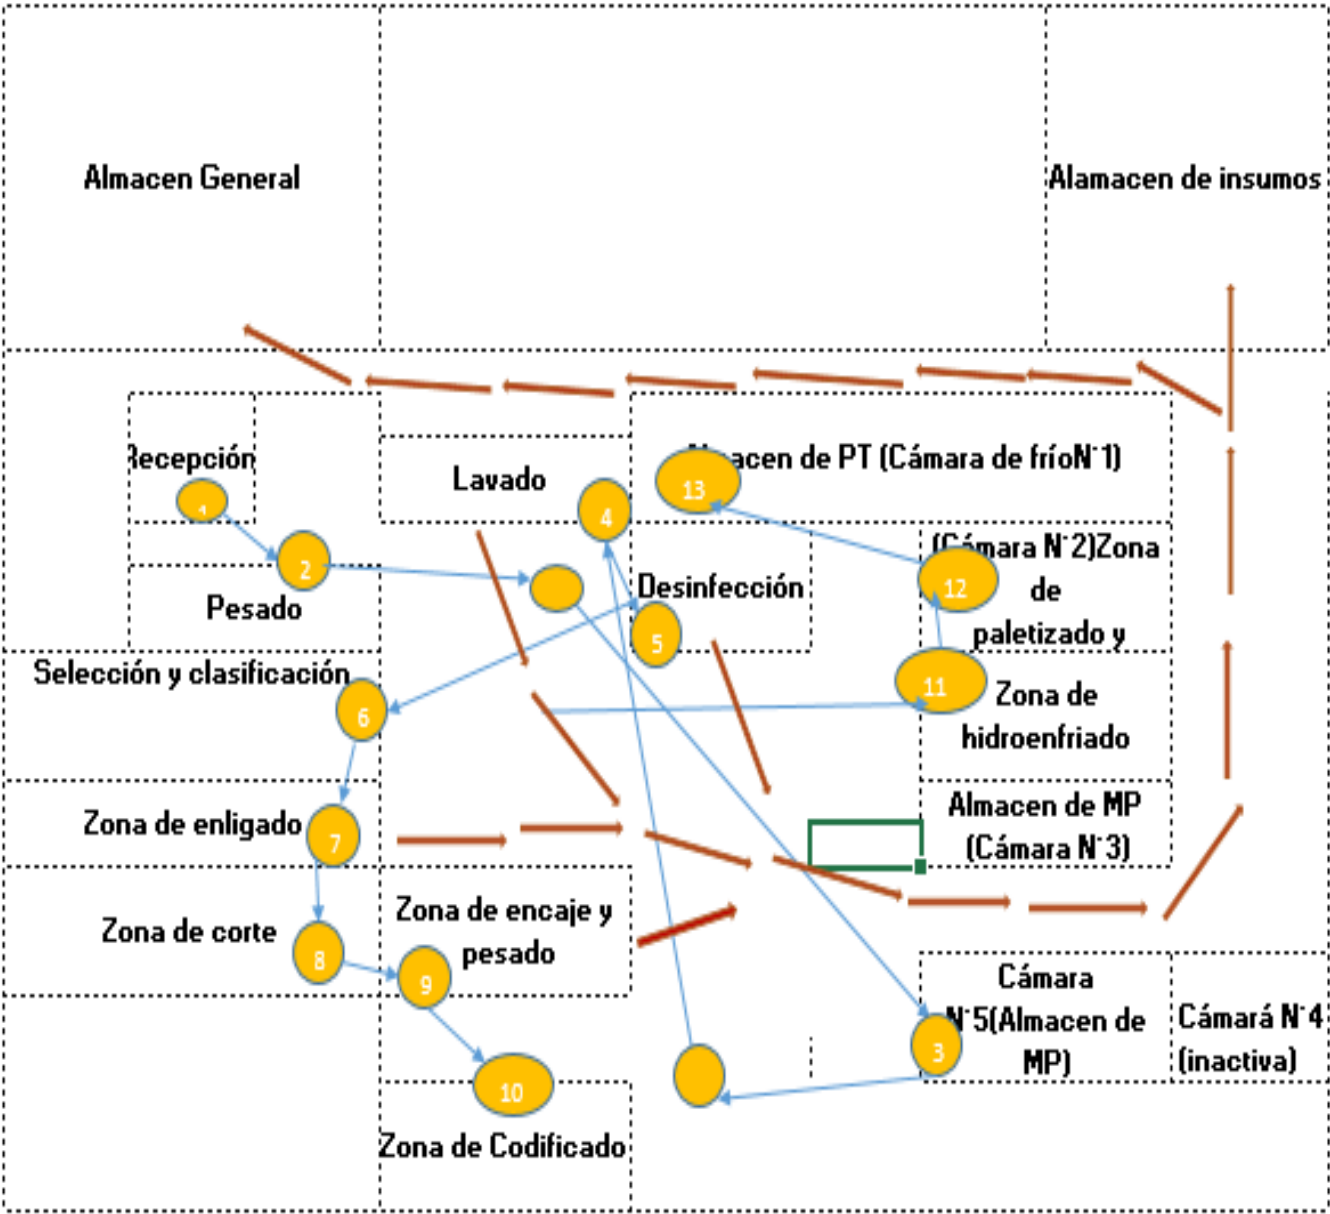 Almacen General
Alamacen de insumos
Recepción
1
Lavado
4
13
acen de PT (Cámara de fríoN°1)
2
Pesado
Desinfección
5
(Cámara N°2)Zona
de
paletizado y
12
Selección y clasificación
6
11
Zona de
hidroenfriado
Zona de enligado
7
Almacen de MP
(Cámara N°3)
Zona de corte
8
Zona de encaje y
pesado
9
Cámara
N°5(Almacen de
MP)
3
Cámará N°4
(inactiva)
10
Zona de Codificado